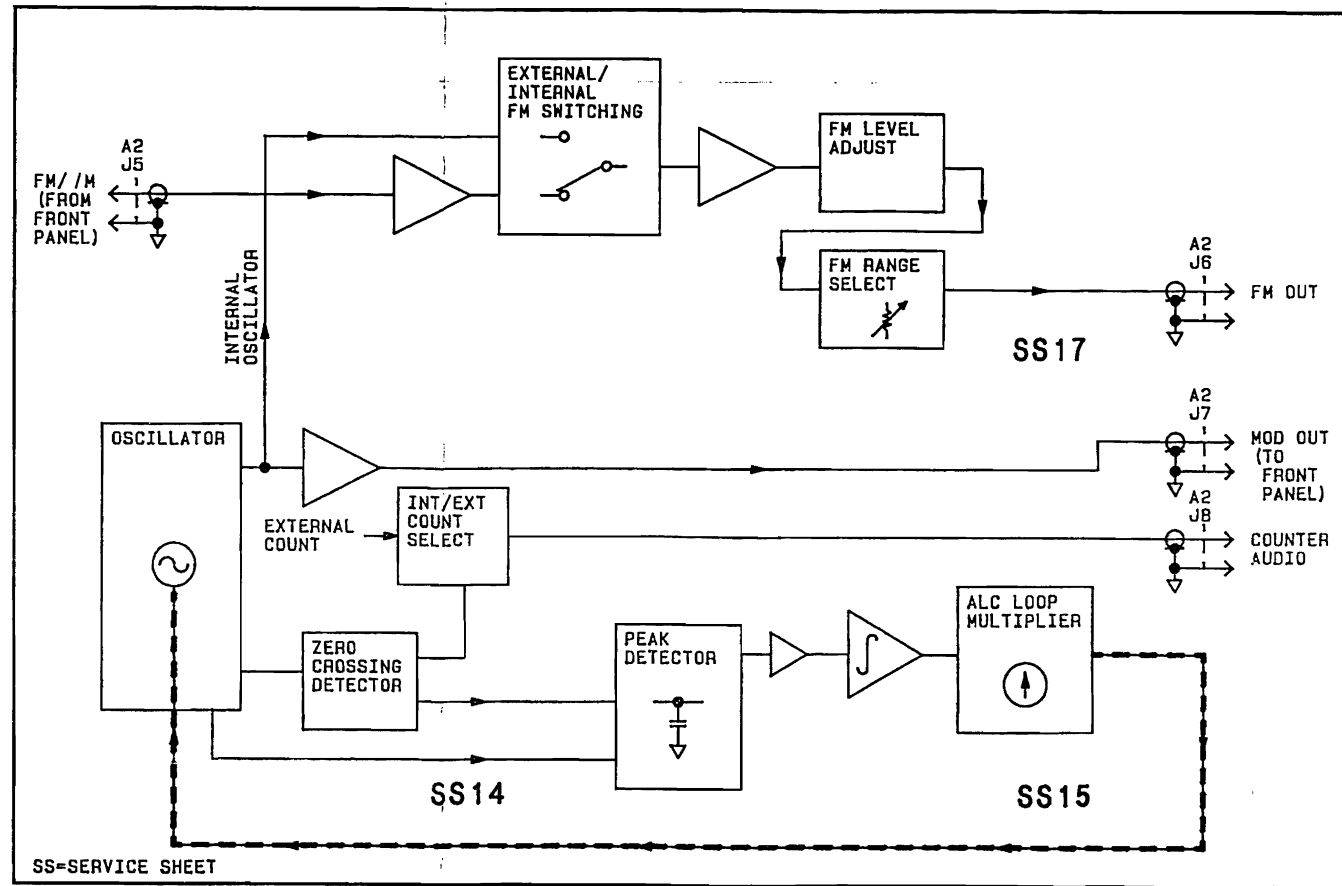 EXTERNAL/
INTERNAL
FM SWITCHING
FM LEVEL
ADJUST
A2
J5
FM//M
(FROM
FRONT
PANEL)
INTERNAL
OSCILLATOR
FM RANGE
SELECT
A2
J6
FM OUT
SS17
OSCILLATOR
A2
J7
MOD OUT
(TO
FRONT
PANEL)
INT/EXT
COUNT
SELECT
EXTERNAL
COUNT
A2
J8
COUNTER
AUDIO
ZERO
CROSSING
DETECTOR
PEAK
DETECTOR
ALC LOOP
MULTIPLIER
SS14
SS15
SS=SERVICE SHEET